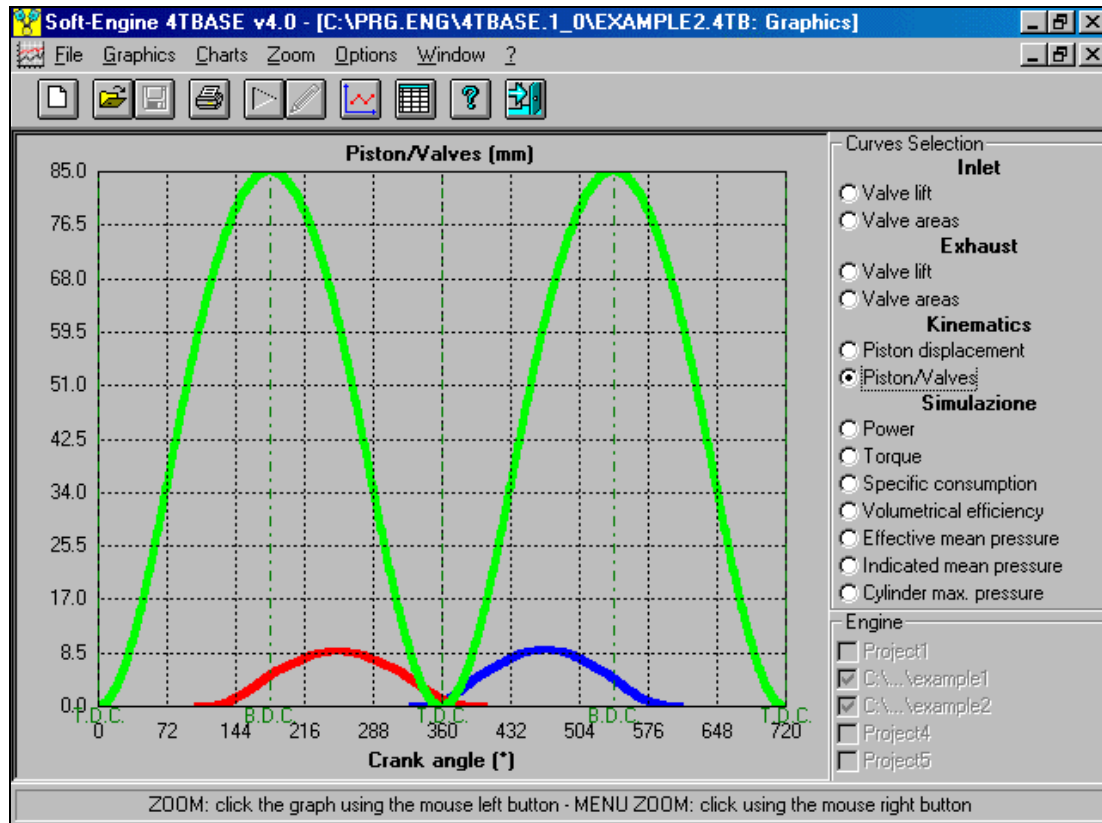 Soft-Engine 4TBASE v4.0 - [C:\PRG.ENG\4TBASE.1_0\EXAMPLE2.4TB: Graphics]
File Graphics Charts Zoom Options Window ?
Piston/Valves (mm)
85.0
76.5
68.0
59.5
51.0
42.5
34.0
25.5
17.0
8.5
0.0
T.D.C. B.D.C. T.D.C. B.D.C. T.D.C.
0 72 144 216 288 360 432 504 576 648 720
Crank angle (°)
Curves Selection
Inlet
Valve lift
Valve areas
Exhaust
Valve lift
Valve areas
Kinematics
Piston displacement
Piston/Valves
Simulazione
Power
Torque
Specific consumption
Volumetrical efficiency
Effective mean pressure
Indicated mean pressure
Cylinder max. pressure
Engine
Project1
C:\...\example1
C:\...\example2
Project4
Project5
ZOOM: click the graph using the mouse left button - MENU ZOOM: click using the mouse right button